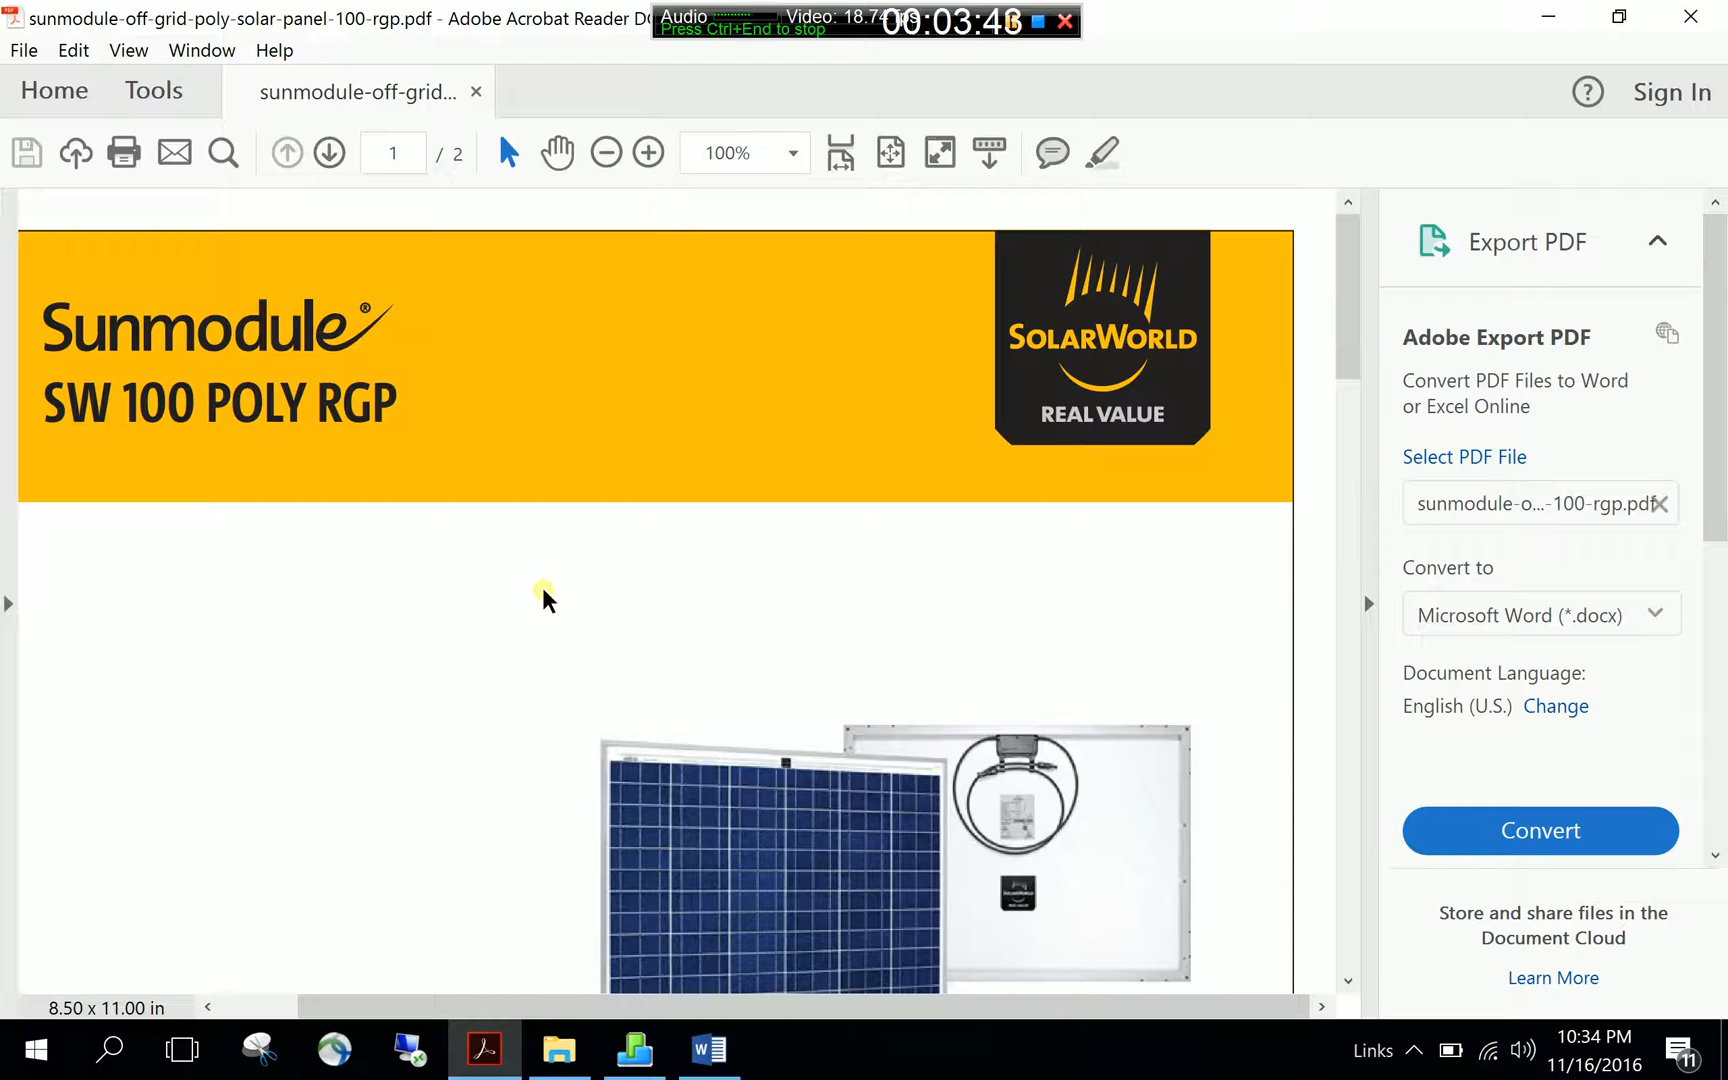 sunmodule-off-grid-poly-solar-panel-100-rgp.pdf - Adobe Acrobat Reader
Audio Video: 18.74 00:03:48
Press Ctrl+End to stop
File Edit View Window Help
Home Tools sunmodule-off-grid... Sign In
1 / 2 100%
Sunmodule®
SW 100 POLY RGP
SOLARWORLD
REAL VALUE
Export PDF
Adobe Export PDF
Convert PDF Files to Word
or Excel Online
Select PDF File
sunmodule-o...-100-rgp.pdf
Convert to
Microsoft Word (*.docx)
Document Language:
English (U.S.) Change
Convert
Store and share files in the
Document Cloud
Learn More
8.50 x 11.00 in
Links 10:34 PM
11/16/2016
11